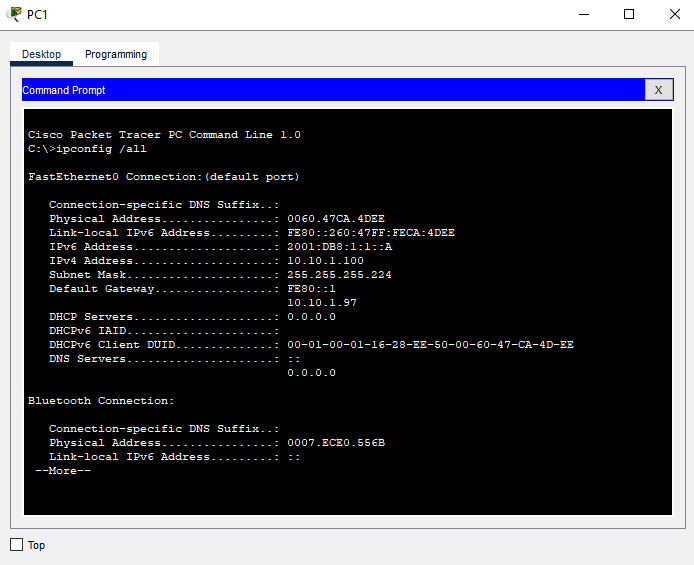 PC1
Desktop Programming
Command Prompt X
Cisco Packet Tracer PC Command Line 1.0
C:\>ipconfig /all
FastEthernet0 Connection:(default port)
Connection-specific DNS Suffix..:
Physical Address................: 0060.47CA.4DEE
Link-local IPv6 Address.........: FE80::260:47FF:FECA:4DEE
IPv6 Address....................: 2001:DB8:1:1::A
IPv4 Address....................: 10.10.1.100
Subnet Mask.....................: 255.255.255.224
Default Gateway.................: FE80::1
10.10.1.97
DHCP Servers....................: 0.0.0.0
DHCPv6 IAID.....................:
DHCPv6 Client DUID..............: 00-01-00-01-16-28-EE-50-00-60-47-CA-4D-EE
DNS Servers.....................: ::
0.0.0.0
Bluetooth Connection:
Connection-specific DNS Suffix..:
Physical Address................: 0007.ECE0.556B
Link-local IPv6 Address.........: ::
--More--
Top